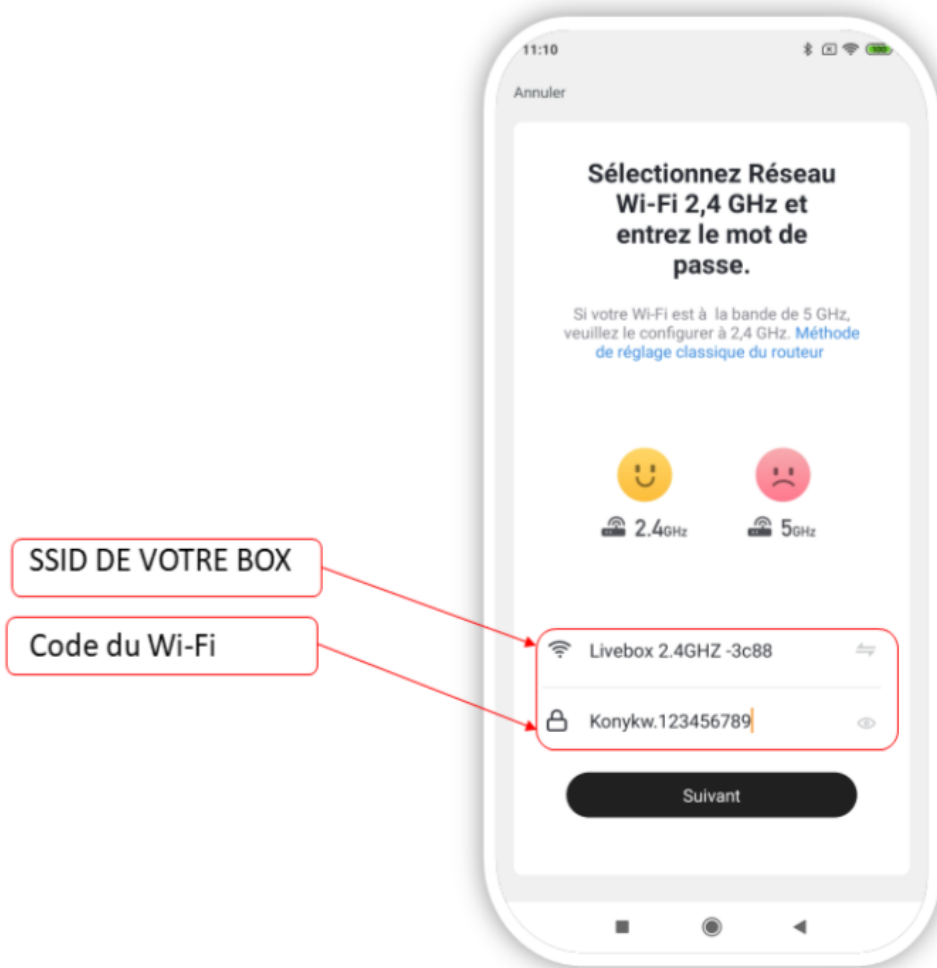 11:10
100
Annuler
Sélectionnez Réseau
Wi-Fi 2,4 GHz et
entrez le mot de
passe.
Si votre Wi-Fi est à  la bande de 5 GHz,
veuillez le configurer à 2,4 GHz. Méthode
de réglage classique du routeur
2.4GHz
5GHz
SSID DE VOTRE BOX
Livebox 2.4GHZ -3c88
Code du Wi-Fi
Konykw.123456789
Suivant